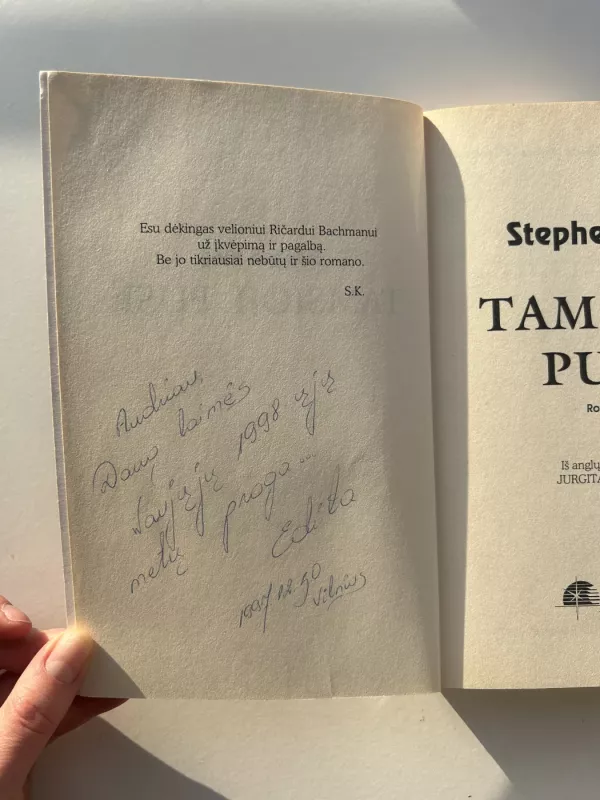 Esu dėkingas velioniui Ričardui Bachmanui
už įkvėpimą ir pagalbą.
Be jo tikriausiai nebūtų ir šio romano.
S.K.
Daug laimės
Naujųjų 1998 ųjų
metų proga...
Edita
1997.12.30
Vilnius
Stephe
TAM
PU
Ro
Iš anglų
JURGITA